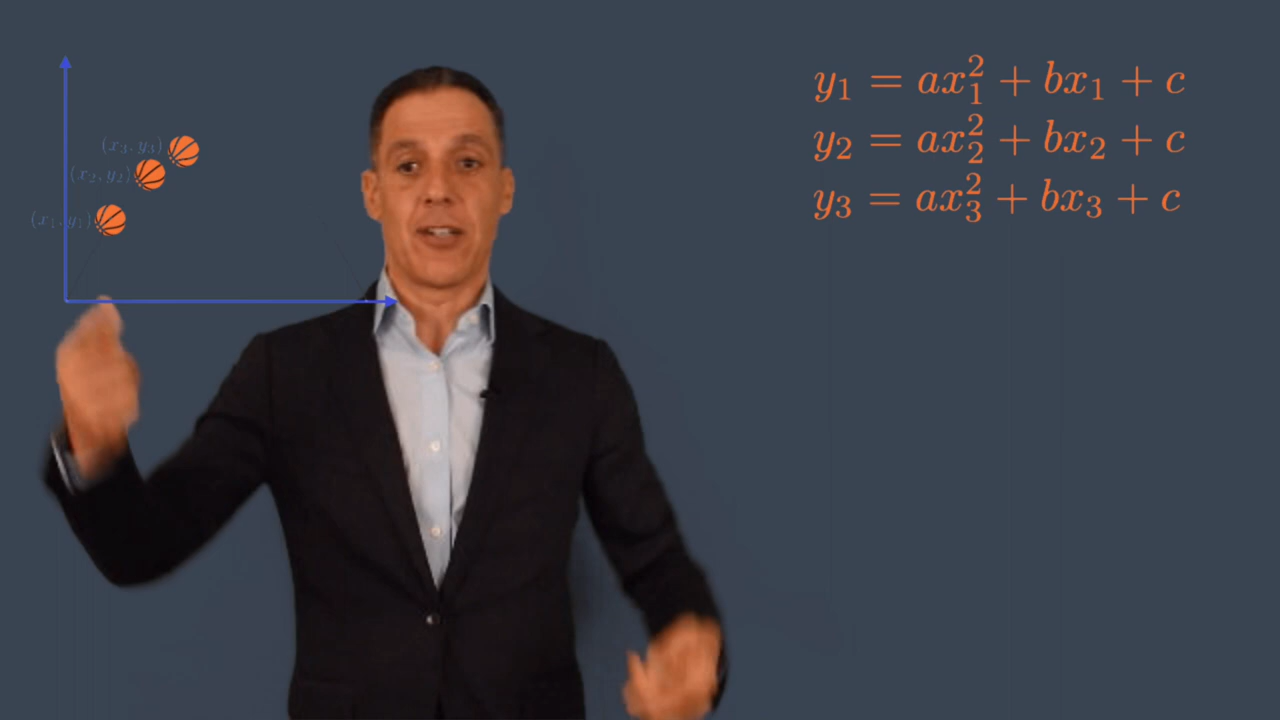 (x₃, y₃)
(x₂, y₂)
(x₁, y₁)
y₁ = ax₁² + bx₁ + c
y₂ = ax₂² + bx₂ + c
y₃ = ax₃² + bx₃ + c